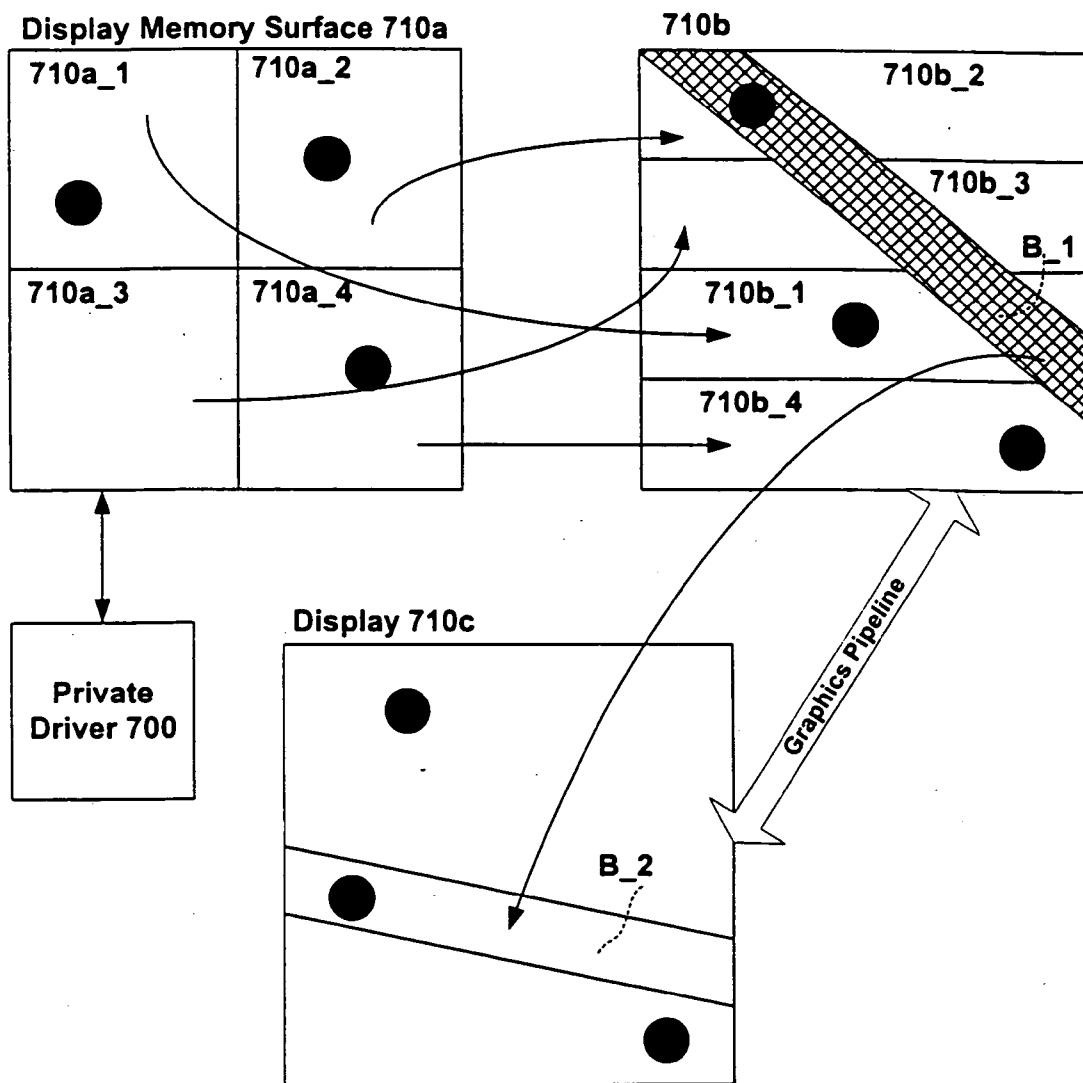 Display Memory Surface 710a
710b
710a_1
710a_2
710b_2
710b_3
B_1
710a_3
710a_4
710b_1
710b_4
Graphics Pipeline
Display 710c
Private
Driver 700
B_2